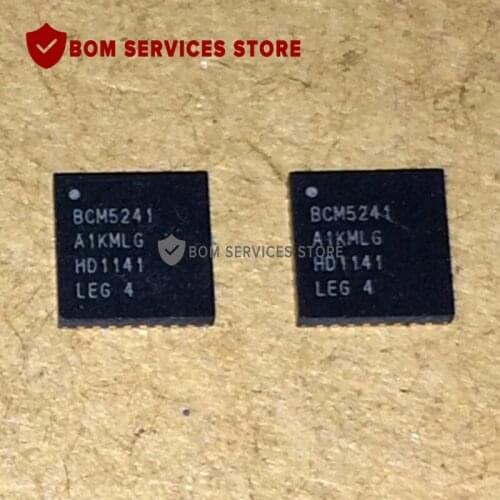 BOM SERVICES STORE
BCM5241
A1KMLG
HD1141
LEG 4
BCM5241
A1KMLG
HD1141
LEG 4
BOM SERVICES STORE